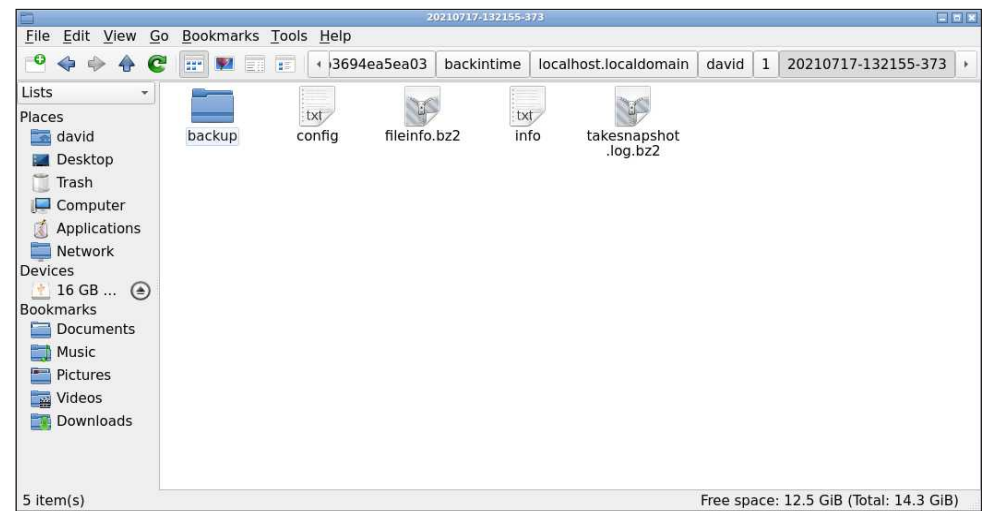 20210717-132155-373
File Edit View Go Bookmarks Tools Help
3694ea5ea03 backintime localhost.localdomain david 1 20210717-132155-373
Lists
Places
david
Desktop
Trash
Computer
Applications
Network
Devices
16 GB ...
Bookmarks
Documents
Music
Pictures
Videos
Downloads
txt txt
backup config fileinfo.bz2 info takesnapshot
.log.bz2
5 item(s) Free space: 12.5 GiB (Total: 14.3 GiB)